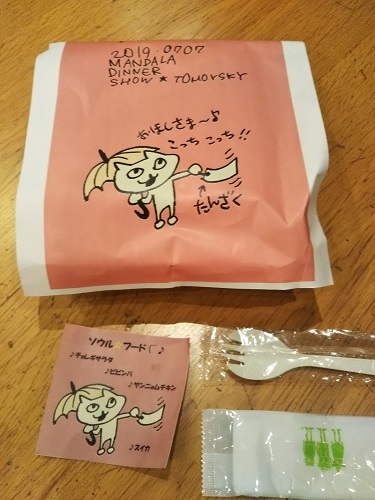 2019.0707
MANDALA
DINNER
SHOW ★ TOMOVSKY
おほしさま〜♪
こっち こっち!!
↑
たんざく
ソウル★フード「♪
♪チョレギサラダ
♪ビビンバ
♪ヤンニョムチキン
♪スイカ